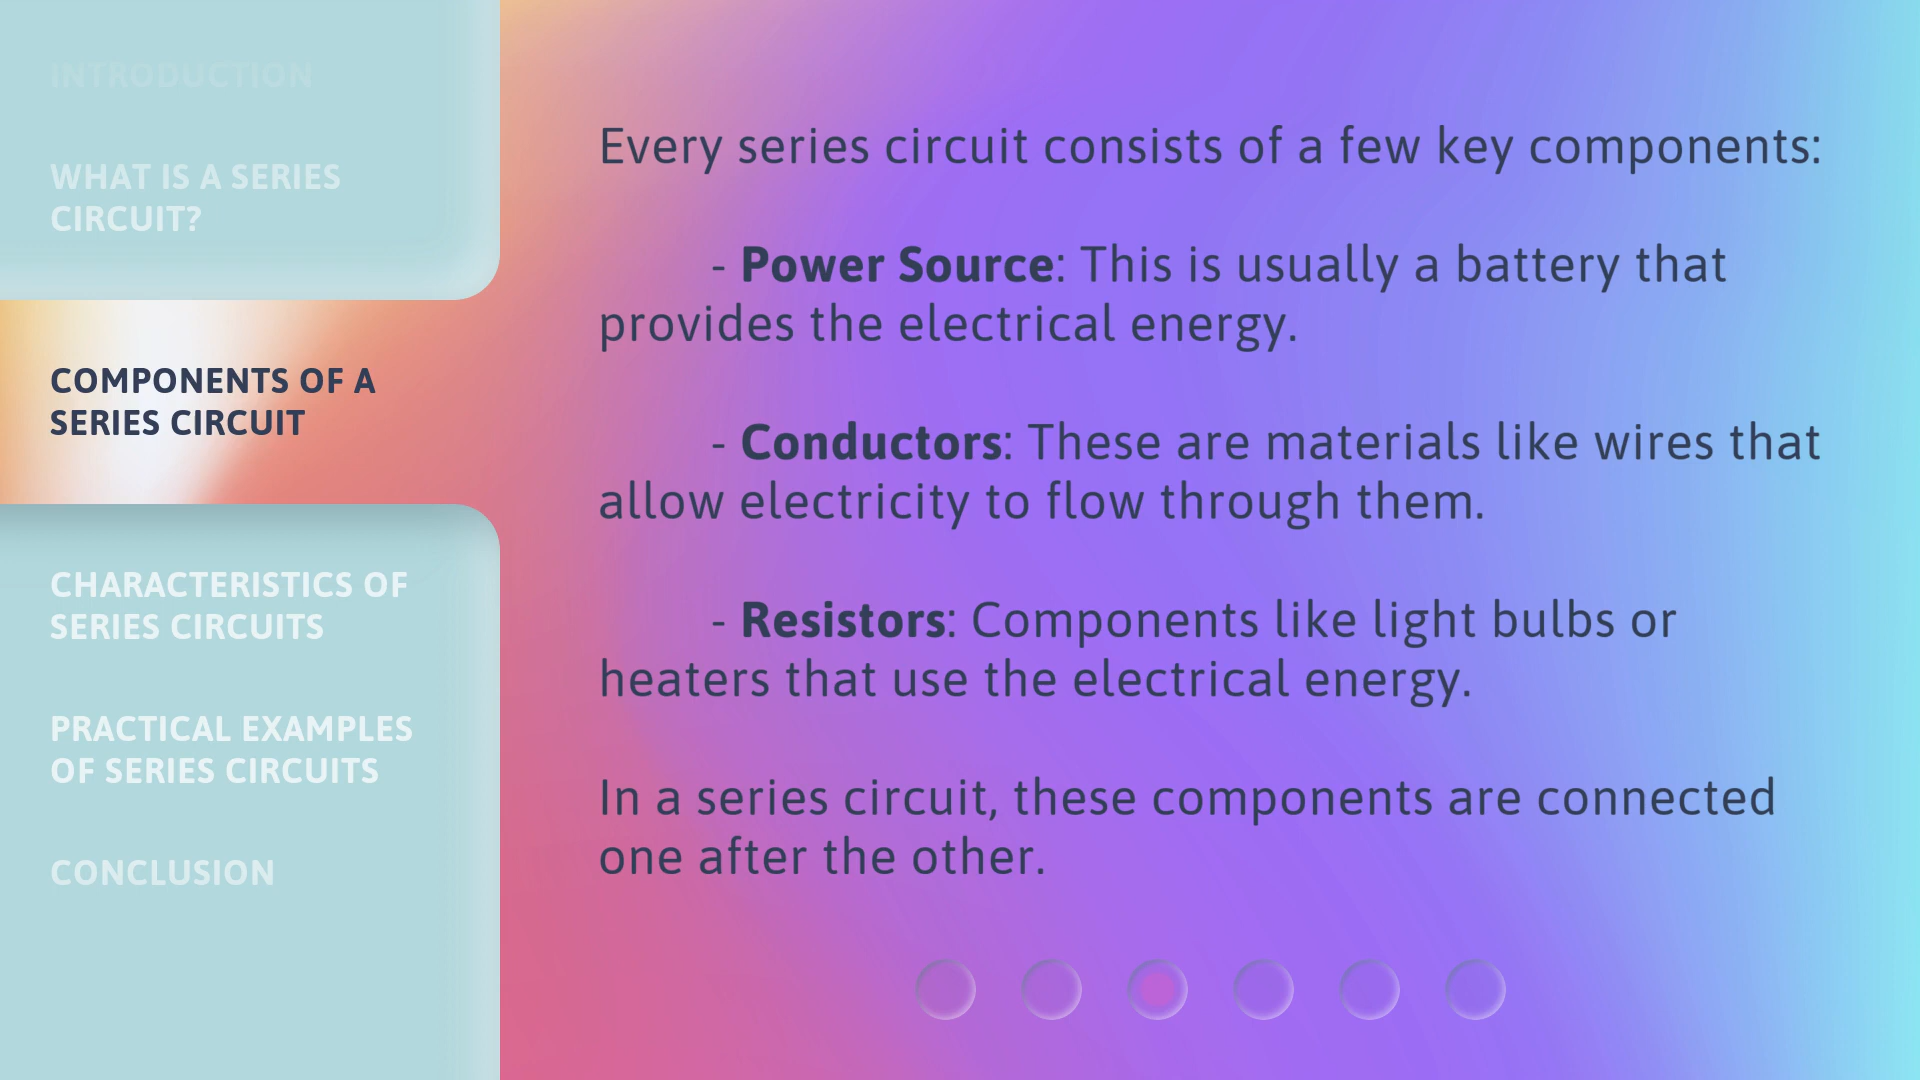 INTRODUCTION
WHAT IS A SERIES
CIRCUIT?
COMPONENTS OF A
SERIES CIRCUIT
CHARACTERISTICS OF
SERIES CIRCUITS
PRACTICAL EXAMPLES
OF SERIES CIRCUITS
CONCLUSION
Every series circuit consists of a few key components:
- Power Source: This is usually a battery that
provides the electrical energy.
- Conductors: These are materials like wires that
allow electricity to flow through them.
- Resistors: Components like light bulbs or
heaters that use the electrical energy.
In a series circuit, these components are connected
one after the other.